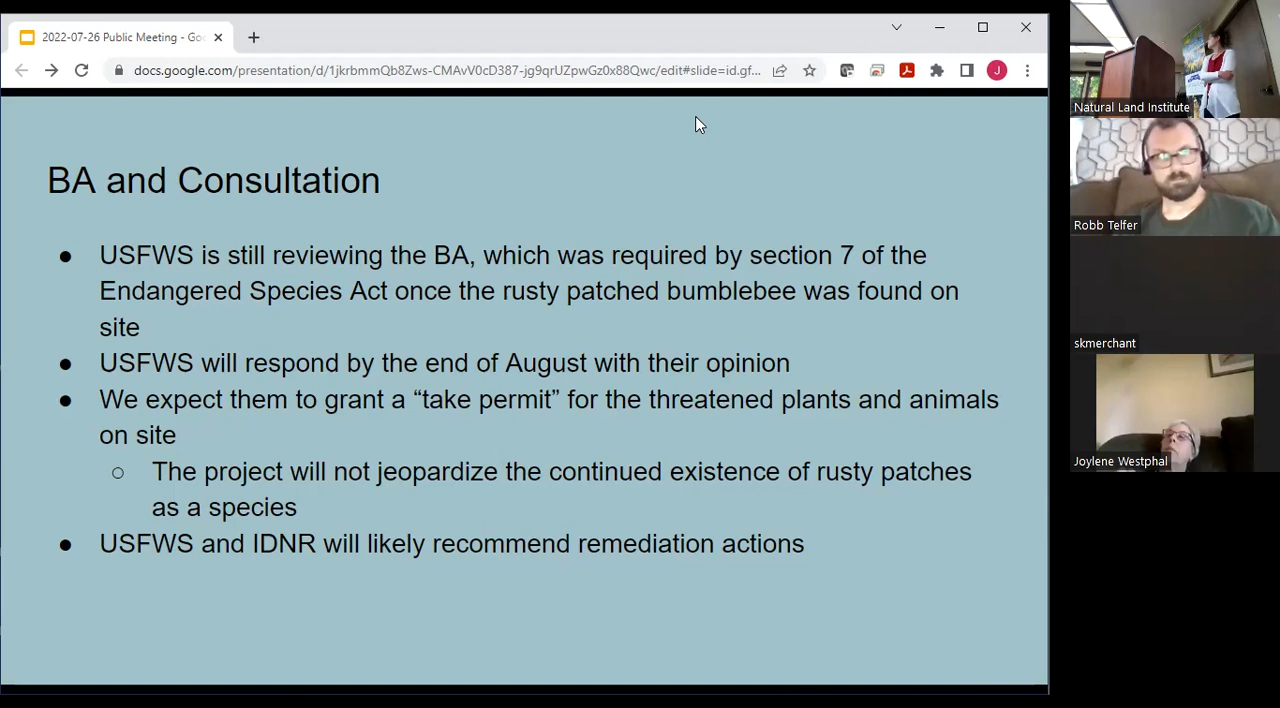 2022-07-26 Public Meeting - Goo
docs.google.com/presentation/d/
edit#slide=id.gf...
J
BA and Consultation
● USFWS is still reviewing the BA, which was required by section 7 of the
Endangered Species Act once the rusty patched bumblebee was found on
site
● USFWS will respond by the end of August with their opinion
● We expect them to grant a “take permit” for the threatened plants and animals
on site
○ The project will not jeopardize the continued existence of rusty patches
as a species
● USFWS and IDNR will likely recommend remediation actions
Natural Land Institute
Robb Telfer
skmerchant
Joylene Westphal